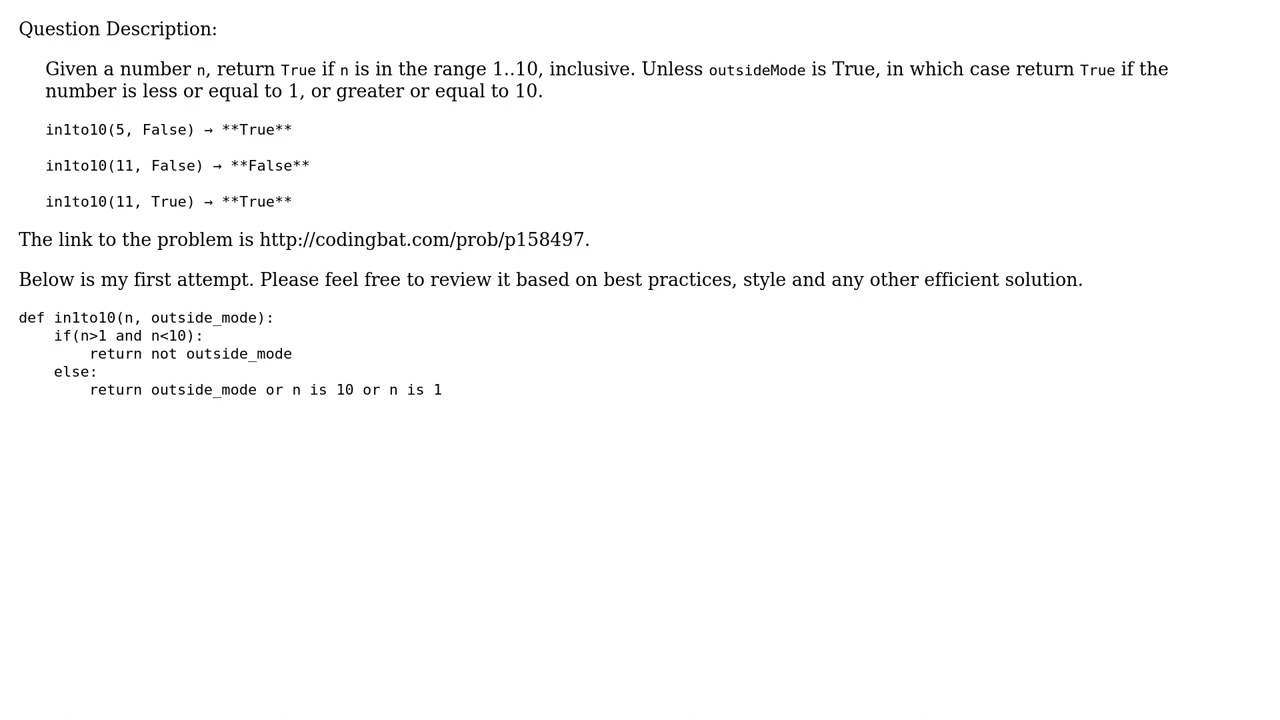 Question Description:
Given a number n, return True if n is in the range 1..10, inclusive. Unless outsideMode is True, in which case return True if the
number is less or equal to 1, or greater or equal to 10.
in1to10(5, False) → **True**
in1to10(11, False) → **False**
in1to10(11, True) → **True**
The link to the problem is http://codingbat.com/prob/p158497.
Below is my first attempt. Please feel free to review it based on best practices, style and any other efficient solution.
def in1to10(n, outside_mode):
    if(n>1 and n<10):
        return not outside_mode
    else:
        return outside_mode or n is 10 or n is 1